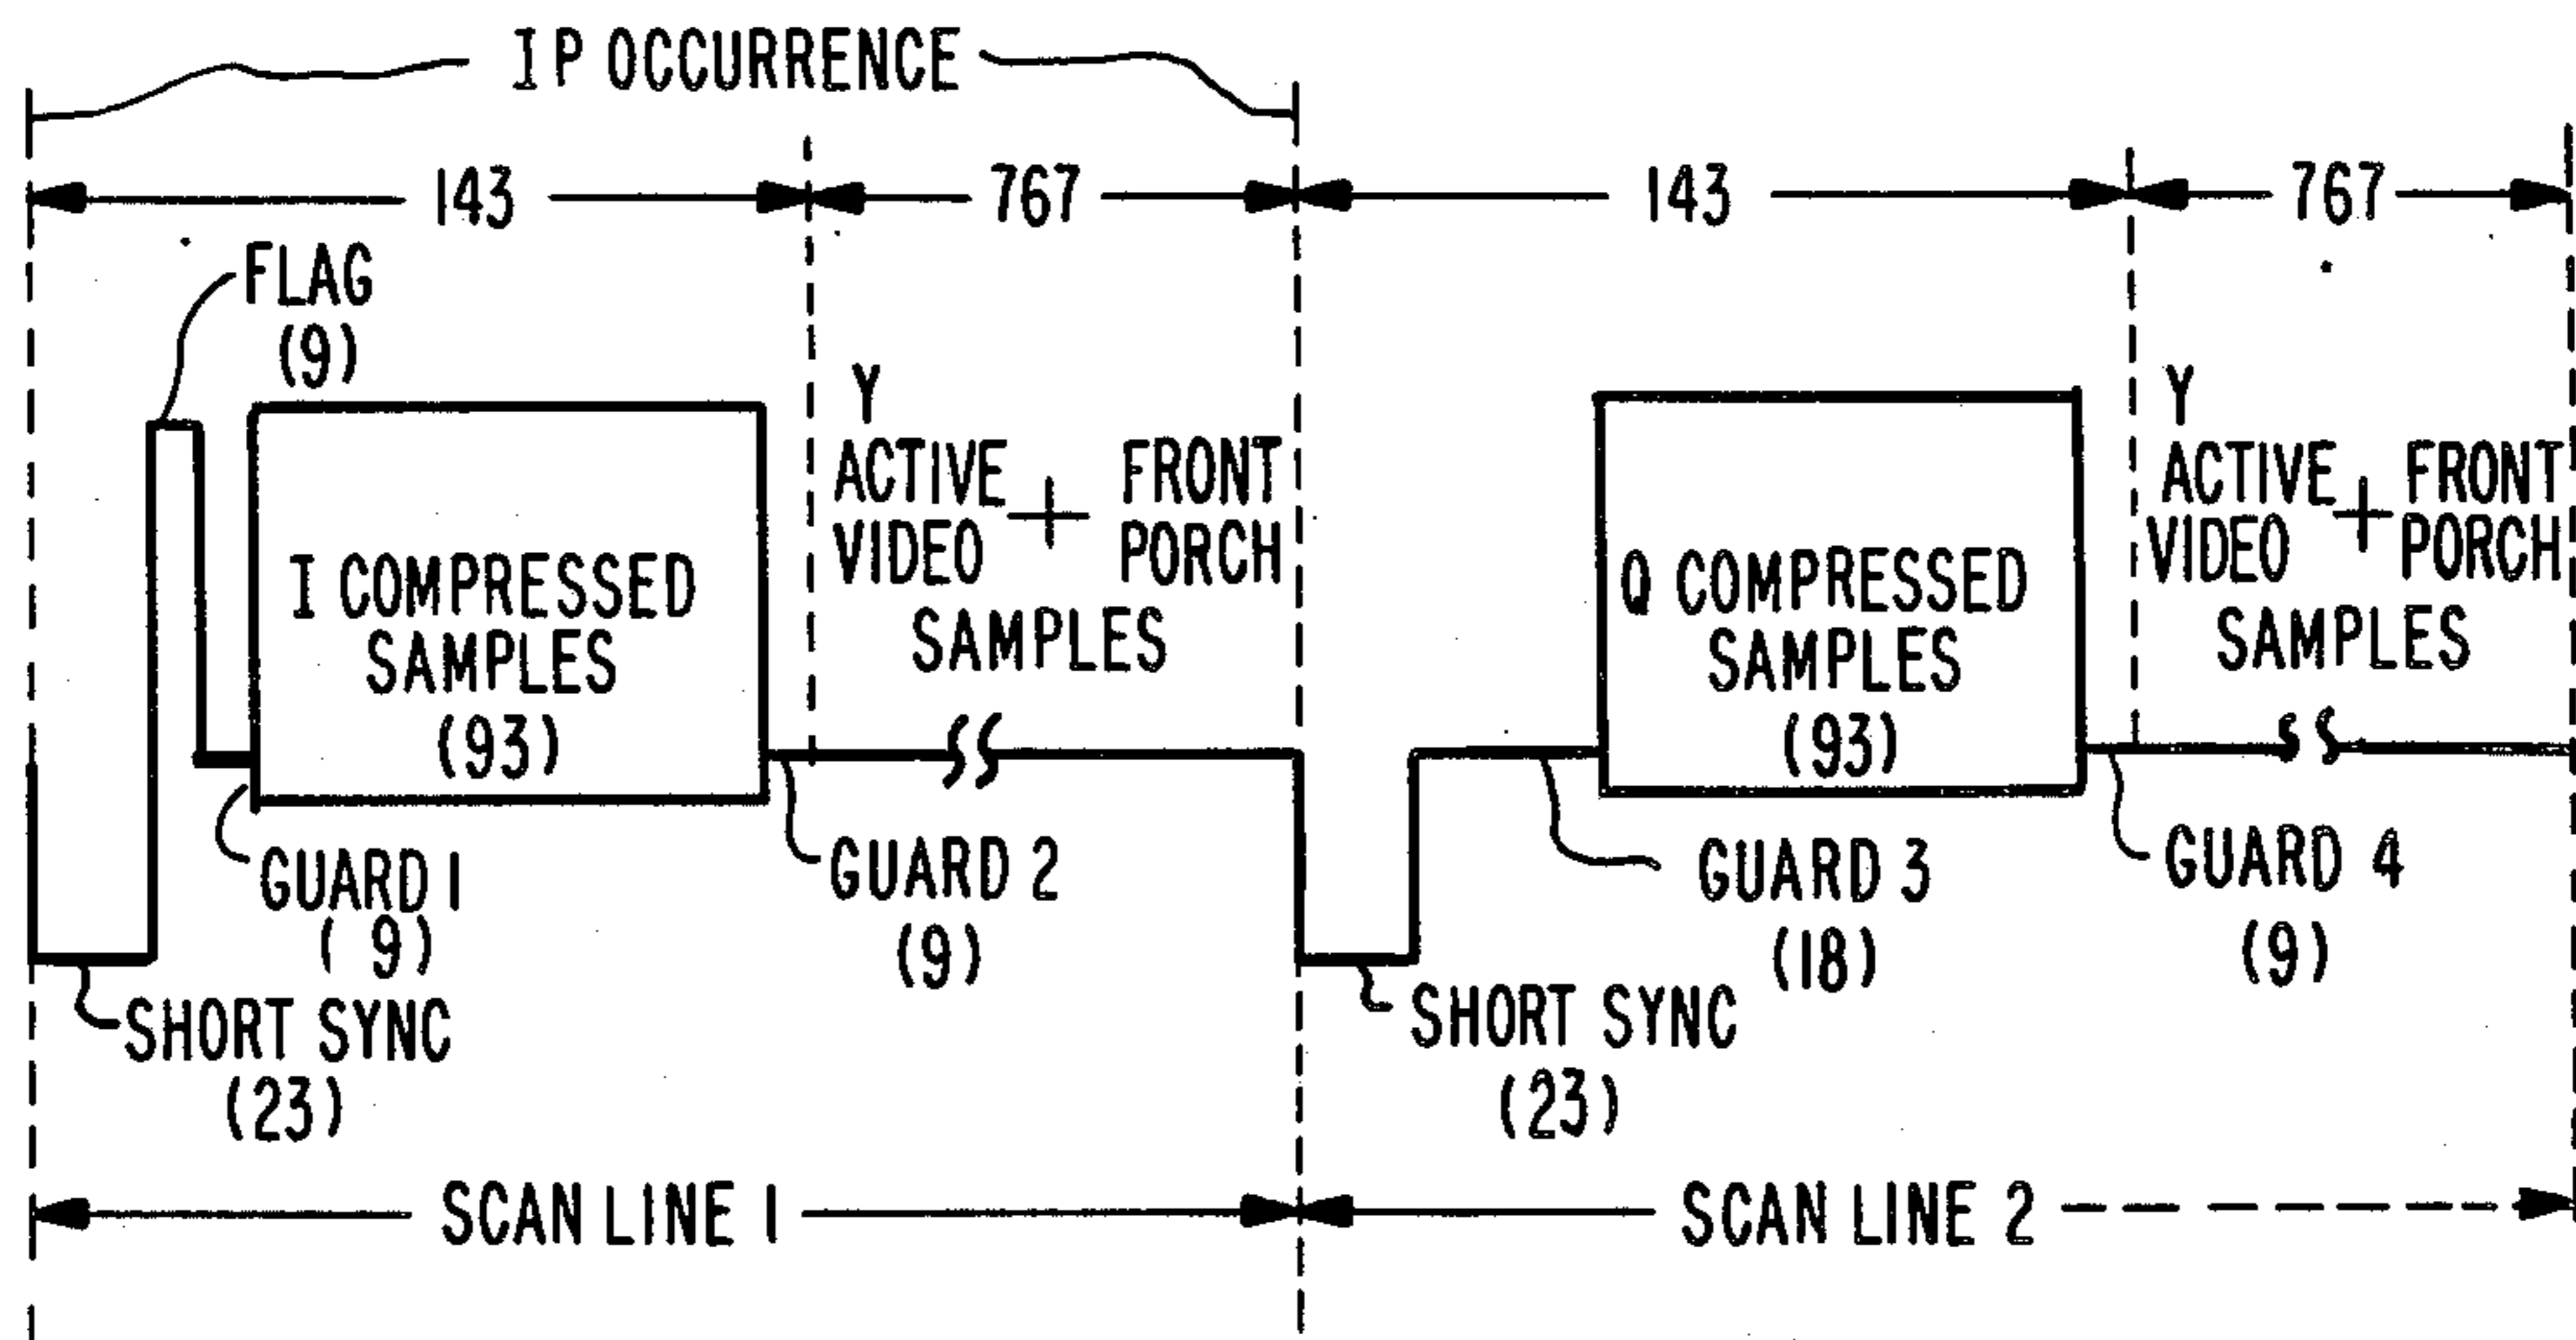 IP OCCURRENCE
143
767
143
767
FLAG
(9)
I COMPRESSED
SAMPLES
(93)
Y
ACTIVE
VIDEO
+
FRONT
PORCH
SAMPLES
Q COMPRESSED
SAMPLES
(93)
Y
ACTIVE
VIDEO
+
FRONT
PORCH
SAMPLES
GUARD 1
(9)
GUARD 2
(9)
GUARD 3
(18)
GUARD 4
(9)
SHORT SYNC
(23)
SHORT SYNC
(23)
SCAN LINE 1
SCAN LINE 2